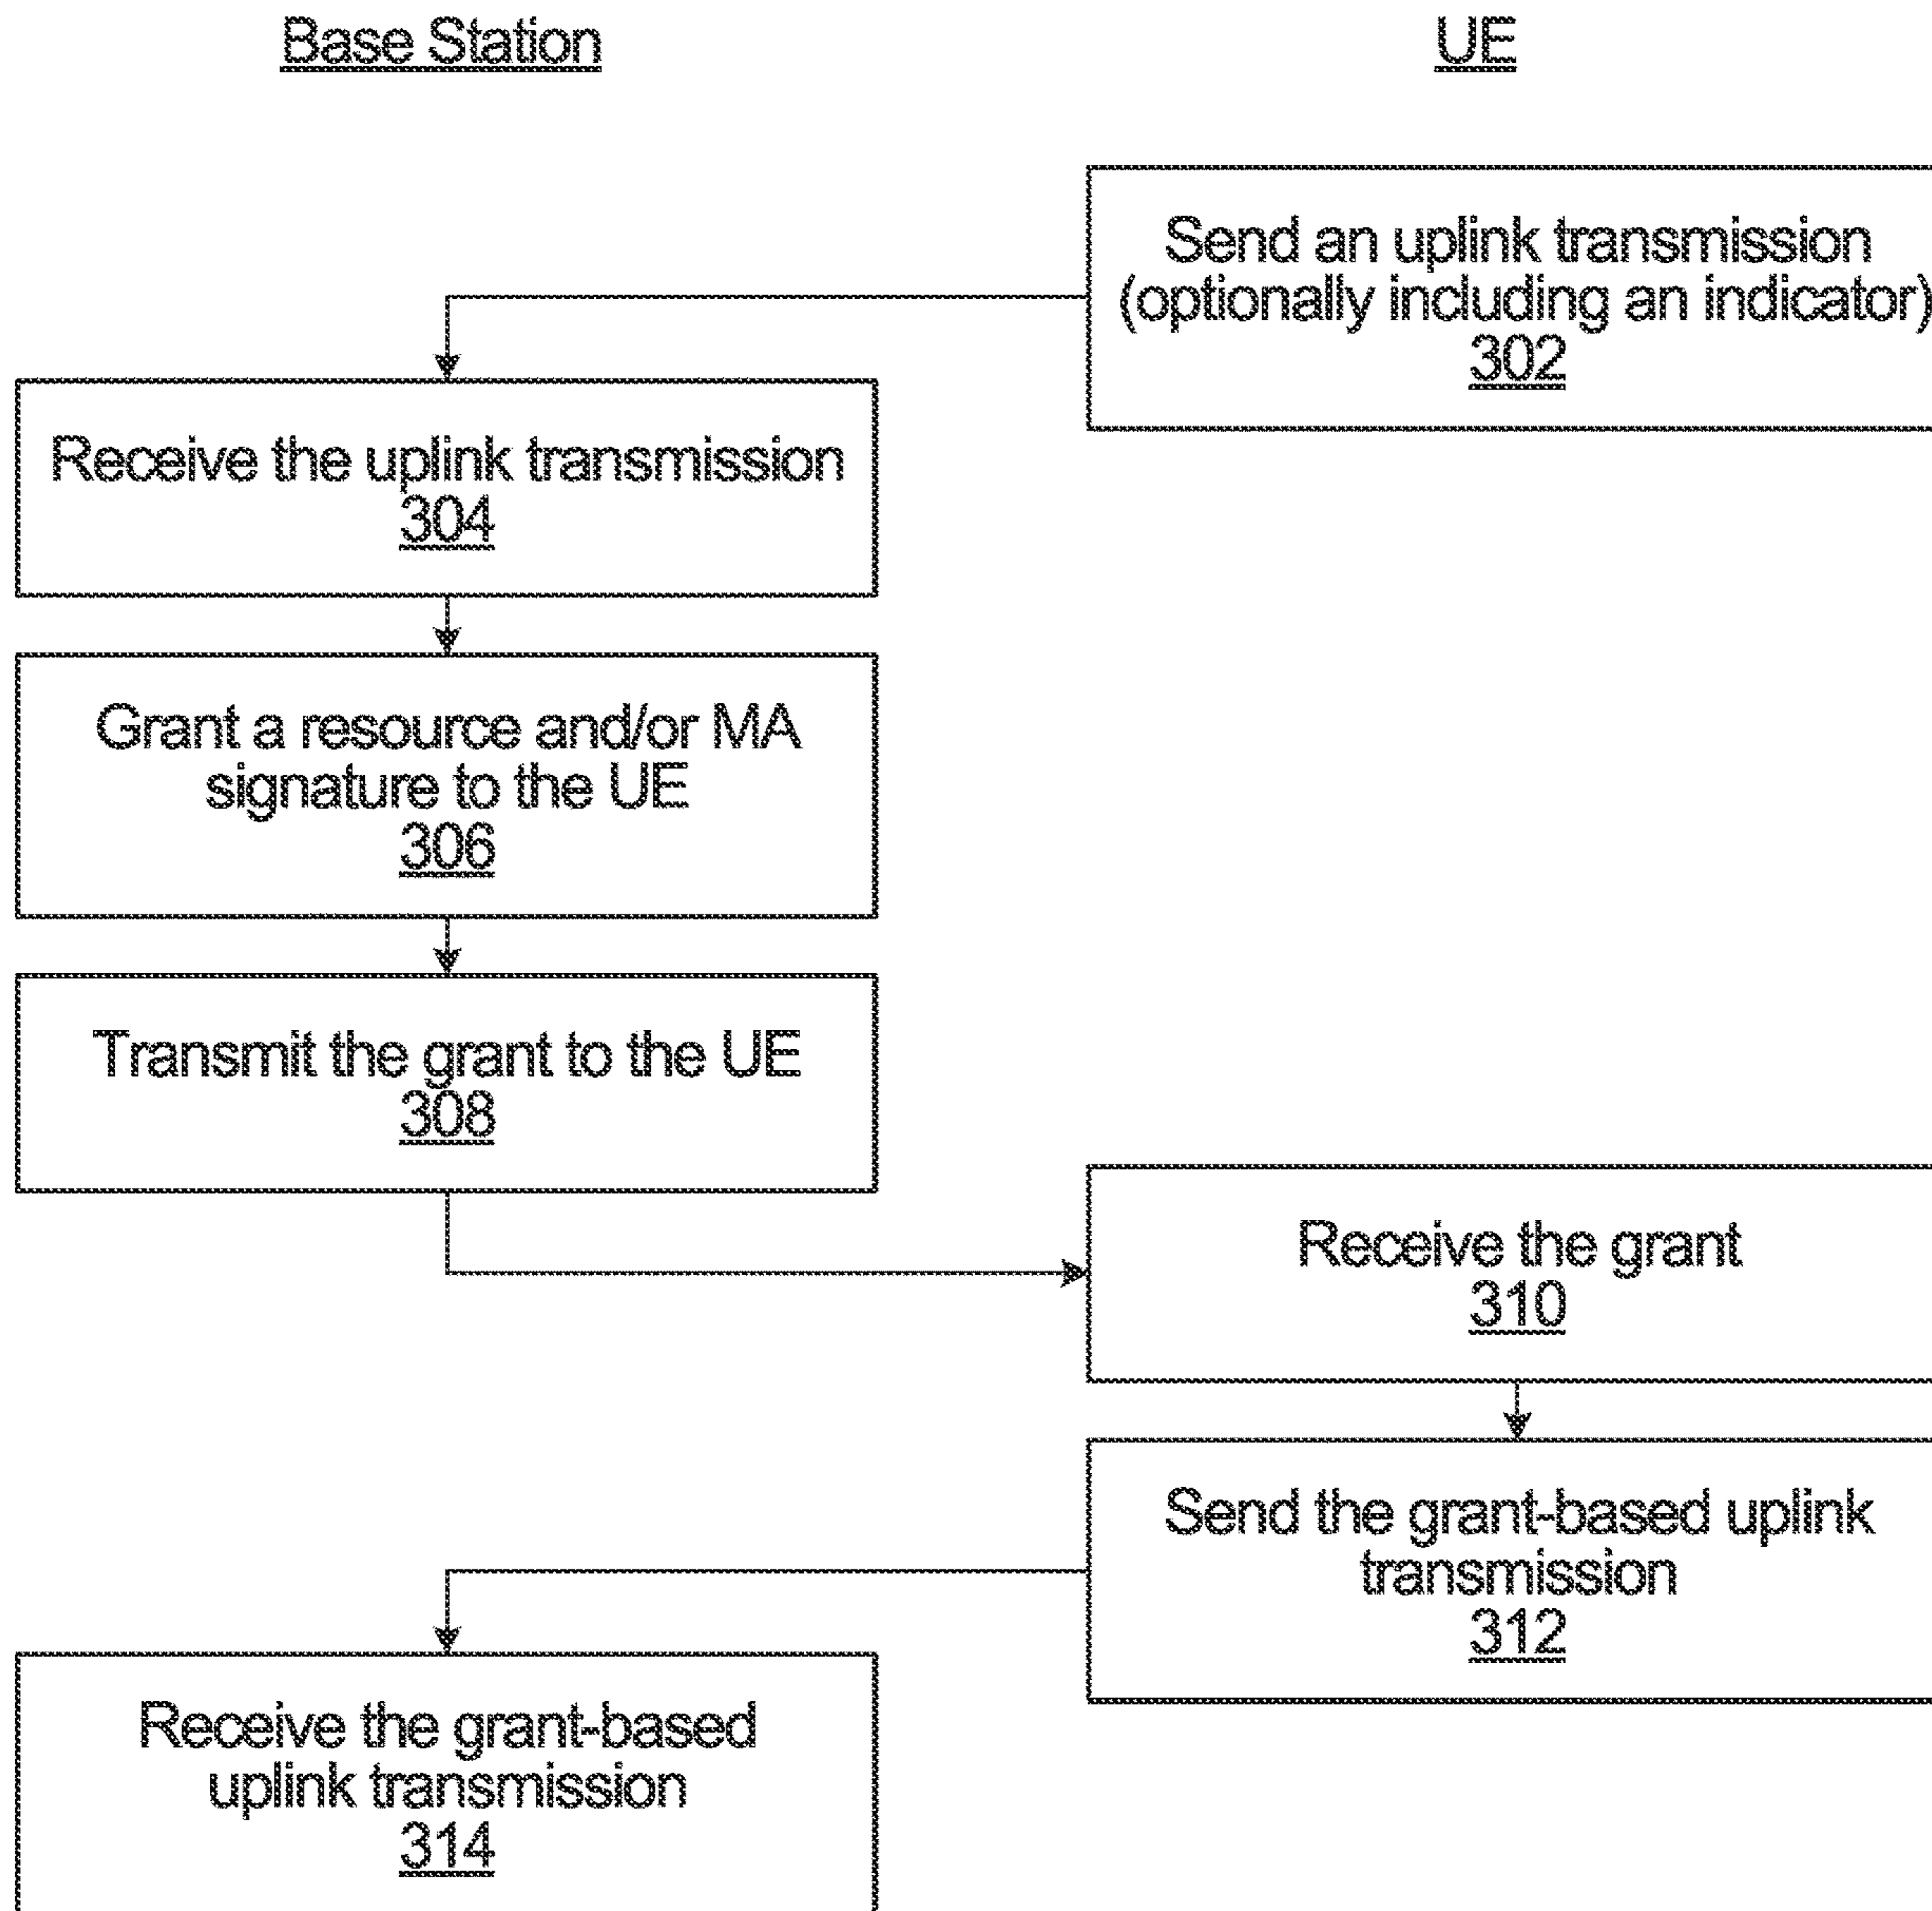 Base Station
UE
Send an uplink transmission
(optionally including an indicator)
302
Receive the uplink transmission
304
Grant a resource and/or MA
signature to the UE
306
Transmit the grant to the UE
308
Receive the grant
310
Send the grant-based uplink
transmission
312
Receive the grant-based
uplink transmission
314